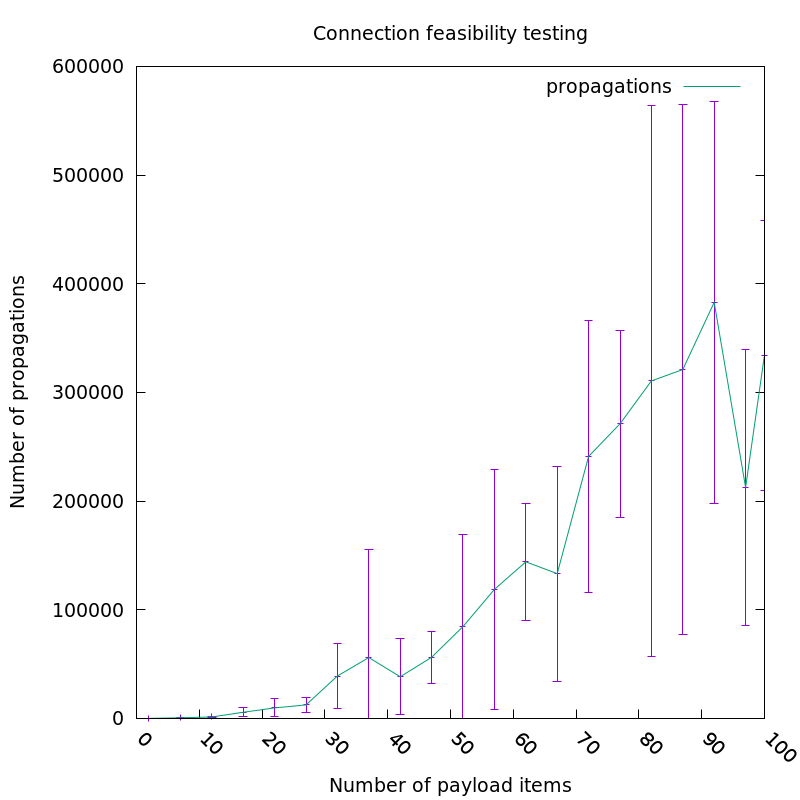 Connection feasibility testing
propagations
600000
500000
400000
300000
200000
100000
0
Number of propagations
0 10 20 30 40 50 60 70 80 90 100
Number of payload items